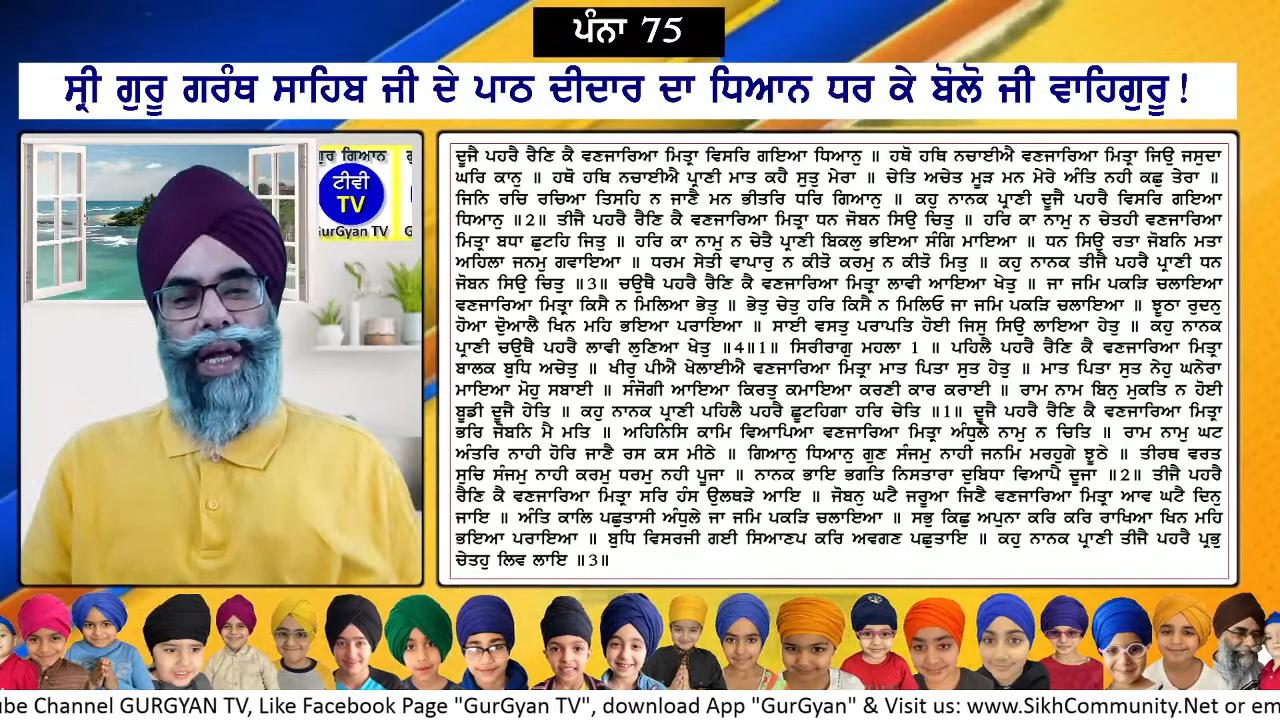 ਪੰਨਾ 75
ਸ੍ਰੀ ਗੁਰੂ ਗਰੰਥ ਸਾਹਿਬ ਜੀ ਦੇ ਪਾਠ ਦੀਦਾਰ ਦਾ ਧਿਆਨ ਧਰ ਕੇ ਬੋਲੋ ਜੀ ਵਾਹਿਗੁਰੂ!
ਗੁਰ ਗਿਆਨ
ਟੀਵੀ
TV
GurGyan TV
ਦੂਜੈ ਪਹਰੈ ਰੈਣਿ ਕੈ ਵਣਜਾਰਿਆ ਮਿਤ੍ਰਾ ਵਿਸਰਿ ਗਇਆ ਧਿਆਨੁ ॥ ਹਥੋ ਹਥਿ ਨਚਾਈਐ ਵਣਜਾਰਿਆ ਮਿਤ੍ਰਾ ਜਿਉ ਜਸੁਦਾ
ਘਰਿ ਕਾਨੁ ॥ ਹਥੋ ਹਥਿ ਨਚਾਈਐ ਪ੍ਰਾਣੀ ਮਾਤ ਕਹੈ ਸੁਤੁ ਮੇਰਾ ॥ ਚੇਤਿ ਅਚੇਤ ਮੂੜ ਮਨ ਮੇਰੇ ਅੰਤਿ ਨਹੀ ਕਛੁ ਤੇਰਾ ॥
ਜਿਨਿ ਰਚਿ ਰਚਿਆ ਤਿਸਹਿ ਨ ਜਾਣੈ ਮਨ ਭੀਤਰਿ ਧਰਿ ਗਿਆਨੁ ॥ ਕਹੁ ਨਾਨਕ ਪ੍ਰਾਣੀ ਦੂਜੈ ਪਹਰੈ ਵਿਸਰਿ ਗਇਆ
ਧਿਆਨੁ ॥2॥ ਤੀਜੈ ਪਹਰੈ ਰੈਣਿ ਕੈ ਵਣਜਾਰਿਆ ਮਿਤ੍ਰਾ ਧਨ ਜੋਬਨ ਸਿਉ ਚਿਤੁ ॥ ਹਰਿ ਕਾ ਨਾਮੁ ਨ ਚੇਤਹੀ ਵਣਜਾਰਿਆ
ਮਿਤ੍ਰਾ ਬਧਾ ਛੁਟਹਿ ਜਿਤੁ ॥ ਹਰਿ ਕਾ ਨਾਮੁ ਨ ਚੇਤੈ ਪ੍ਰਾਣੀ ਬਿਕਲੁ ਭਇਆ ਸੰਗਿ ਮਾਇਆ ॥ ਧਨ ਸਿਉ ਰਤਾ ਜੋਬਨਿ ਮਤਾ
ਅਹਿਲਾ ਜਨਮੁ ਗਵਾਇਆ ॥ ਧਰਮ ਸੇਤੀ ਵਾਪਾਰੁ ਨ ਕੀਤੋ ਕਰਮੁ ਨ ਕੀਤੋ ਮਿਤੁ ॥ ਕਹੁ ਨਾਨਕ ਤੀਜੈ ਪਹਰੈ ਪ੍ਰਾਣੀ ਧਨ
ਜੋਬਨ ਸਿਉ ਚਿਤੁ ॥3॥ ਚਉਥੈ ਪਹਰੈ ਰੈਣਿ ਕੈ ਵਣਜਾਰਿਆ ਮਿਤ੍ਰਾ ਲਾਵੀ ਆਇਆ ਖੇਤੁ ॥ ਜਾ ਜਮਿ ਪਕੜਿ ਚਲਾਇਆ
ਵਣਜਾਰਿਆ ਮਿਤ੍ਰਾ ਕਿਸੈ ਨ ਮਿਲਿਆ ਭੇਤੁ ॥ ਭੇਤੁ ਚੇਤੁ ਹਰਿ ਕਿਸੈ ਨ ਮਿਲਿਓ ਜਾ ਜਮਿ ਪਕੜਿ ਚਲਾਇਆ ॥ ਝੂਠਾ ਰੁਦਨੁ
ਹੋਆ ਦੋੁਆਲੈ ਖਿਨ ਮਹਿ ਭਇਆ ਪਰਾਇਆ ॥ ਸਾਈ ਵਸਤੁ ਪਰਾਪਤਿ ਹੋਈ ਜਿਸੁ ਸਿਉ ਲਾਇਆ ਹੇਤੁ ॥ ਕਹੁ ਨਾਨਕ
ਪ੍ਰਾਣੀ ਚਉਥੈ ਪਹਰੈ ਲਾਵੀ ਲੁਣਿਆ ਖੇਤੁ ॥4॥1॥ ਸਿਰੀਰਾਗੁ ਮਹਲਾ 1 ॥ ਪਹਿਲੈ ਪਹਰੈ ਰੈਣਿ ਕੈ ਵਣਜਾਰਿਆ ਮਿਤ੍ਰਾ
ਬਾਲਕ ਬੁਧਿ ਅਚੇਤੁ ॥ ਖੀਰੁ ਪੀਐ ਖੇਲਾਈਐ ਵਣਜਾਰਿਆ ਮਿਤ੍ਰਾ ਮਾਤ ਪਿਤਾ ਸੁਤ ਹੇਤੁ ॥ ਮਾਤ ਪਿਤਾ ਸੁਤ ਨੇਹੁ ਘਨੇਰਾ
ਮਾਇਆ ਮੋਹੁ ਸਬਾਈ ॥ ਸੰਜੋਗੀ ਆਇਆ ਕਿਰਤੁ ਕਮਾਇਆ ਕਰਣੀ ਕਾਰ ਕਰਾਈ ॥ ਰਾਮ ਨਾਮ ਬਿਨੁ ਮੁਕਤਿ ਨ ਹੋਈ
ਬੂਡੀ ਦੂਜੈ ਹੇਤਿ ॥ ਕਹੁ ਨਾਨਕ ਪ੍ਰਾਣੀ ਪਹਿਲੈ ਪਹਰੈ ਛੂਟਹਿਗਾ ਹਰਿ ਚੇਤਿ ॥1॥ ਦੂਜੈ ਪਹਰੈ ਰੈਣਿ ਕੈ ਵਣਜਾਰਿਆ ਮਿਤ੍ਰਾ
ਭਰਿ ਜੋਬਨਿ ਮੈ ਮਤਿ ॥ ਅਹਿਨਿਸਿ ਕਾਮਿ ਵਿਆਪਿਆ ਵਣਜਾਰਿਆ ਮਿਤ੍ਰਾ ਅੰਧੁਲੇ ਨਾਮੁ ਨ ਚਿਤਿ ॥ ਰਾਮ ਨਾਮੁ ਘਟ
ਅੰਤਰਿ ਨਾਹੀ ਹੋਰਿ ਜਾਣੈ ਰਸ ਕਸ ਮੀਠੇ ॥ ਗਿਆਨੁ ਧਿਆਨੁ ਗੁਣ ਸੰਜਮੁ ਨਾਹੀ ਜਨਮਿ ਮਰਹੁਗੇ ਝੂਠੇ ॥ ਤੀਰਥ ਵਰਤ
ਸੁਚਿ ਸੰਜਮੁ ਨਾਹੀ ਕਰਮੁ ਧਰਮੁ ਨਹੀ ਪੂਜਾ ॥ ਨਾਨਕ ਭਾਇ ਭਗਤਿ ਨਿਸਤਾਰਾ ਦੁਬਿਧਾ ਵਿਆਪੈ ਦੂਜਾ ॥2॥ ਤੀਜੈ ਪਹਰੈ
ਰੈਣਿ ਕੈ ਵਣਜਾਰਿਆ ਮਿਤ੍ਰਾ ਸਰਿ ਹੰਸ ਉਲਥੜੇ ਆਇ ॥ ਜੋਬਨੁ ਘਟੈ ਜਰੂਆ ਜਿਣੈ ਵਣਜਾਰਿਆ ਮਿਤ੍ਰਾ ਆਵ ਘਟੈ ਦਿਨੁ
ਜਾਇ ॥ ਅੰਤਿ ਕਾਲਿ ਪਛੁਤਾਸੀ ਅੰਧੁਲੇ ਜਾ ਜਮਿ ਪਕੜਿ ਚਲਾਇਆ ॥ ਸਭੁ ਕਿਛੁ ਅਪੁਨਾ ਕਰਿ ਕਰਿ ਰਾਖਿਆ ਖਿਨ ਮਹਿ
ਭਇਆ ਪਰਾਇਆ ॥ ਬੁਧਿ ਵਿਸਰਜੀ ਗਈ ਸਿਆਣਪ ਕਰਿ ਅਵਗਣ ਪਛੁਤਾਇ ॥ ਕਹੁ ਨਾਨਕ ਪ੍ਰਾਣੀ ਤੀਜੈ ਪਹਰੈ ਪ੍ਰਭੁ
ਚੇਤਹੁ ਲਿਵ ਲਾਇ ॥3॥
ube Channel GURGYAN TV, Like Facebook Page "GurGyan TV", download App "GurGyan" & Visit us: www.SikhCommunity.Net or em